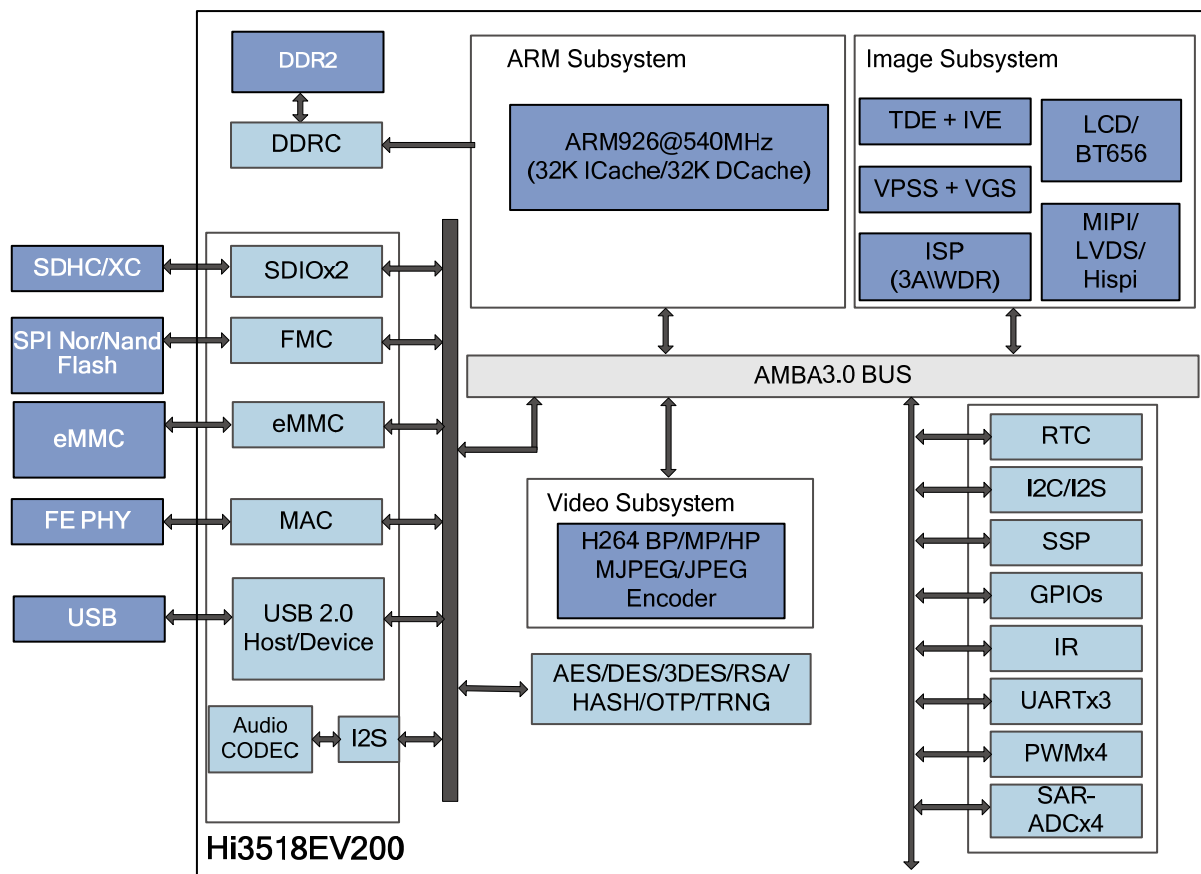 DDR2
DDRC
ARM Subsystem
ARM926@540MHz
(32K ICache/32K DCache)
Image Subsystem
TDE + IVE
VPSS + VGS
ISP
(3A\WDR)
LCD/
BT656
MIPI/
LVDS/
Hispi
SDHC/XC
SDIOx2
SPI Nor/Nand
Flash
FMC
eMMC
eMMC
FE PHY
MAC
USB
USB 2.0
Host/Device
Audio
CODEC
I2S
AMBA3.0 BUS
Video Subsystem
H264 BP/MP/HP
MJPEG/JPEG
Encoder
AES/DES/3DES/RSA/
HASH/OTP/TRNG
RTC
I2C/I2S
SSP
GPIOs
IR
UARTx3
PWMx4
SAR-
ADCx4
Hi3518EV200